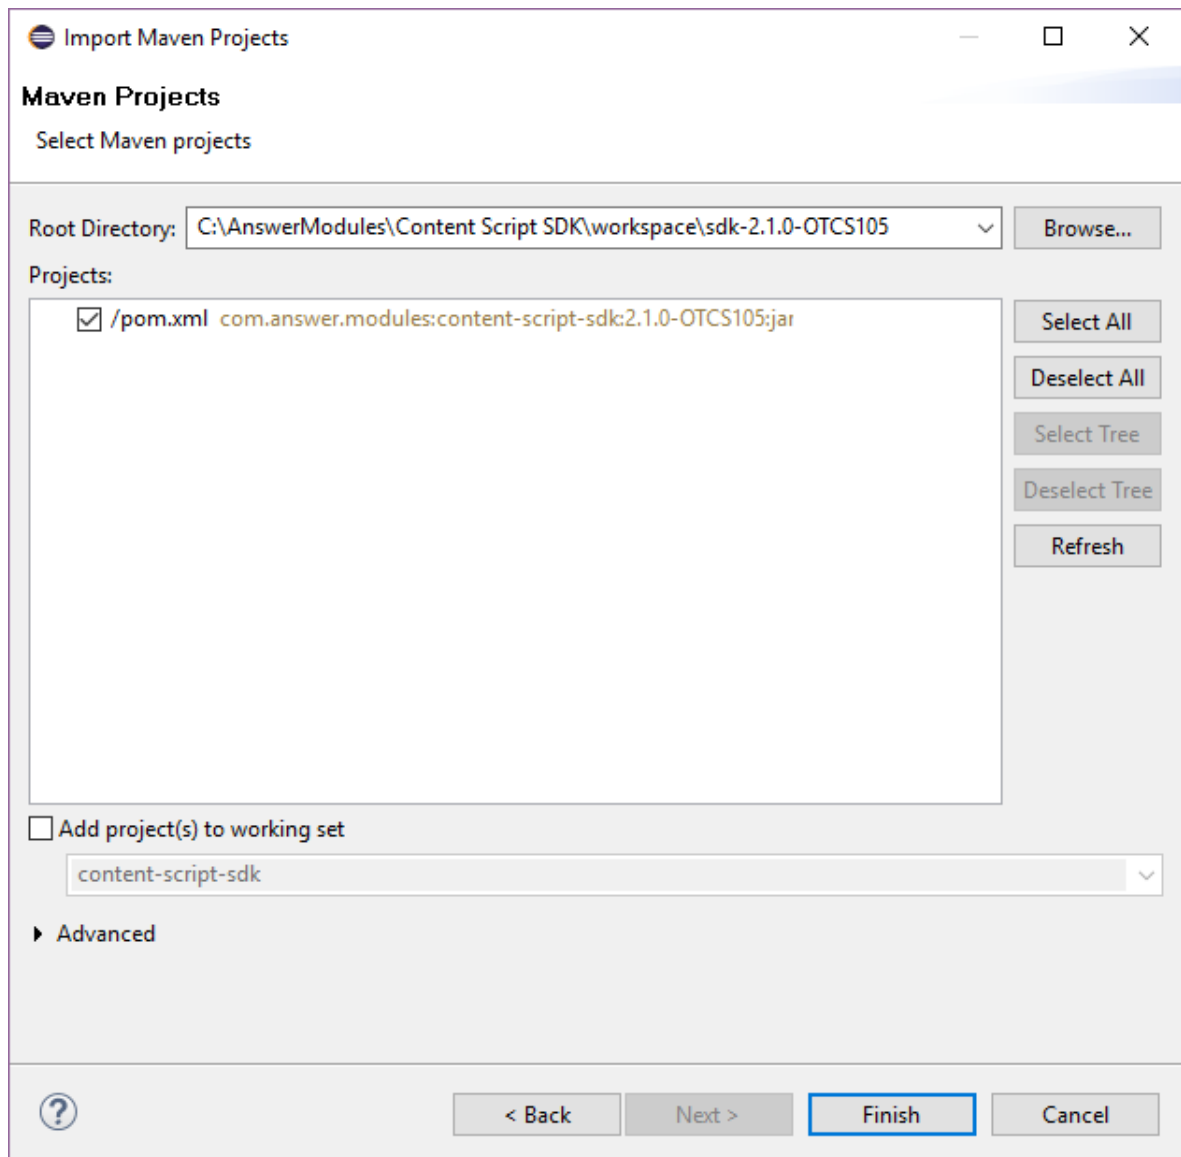 Import Maven Projects
Maven Projects
Select Maven projects
Root Directory: C:\AnswerModules\Content Script SDK\workspace\sdk-2.1.0-OTCS105 Browse...
Projects:
/pom.xml com.answer.modules:content-script-sdk:2.1.0-OTCS105:jar
Select All
Deselect All
Select Tree
Deselect Tree
Refresh
Add project(s) to working set
content-script-sdk
Advanced
? < Back Next > Finish Cancel